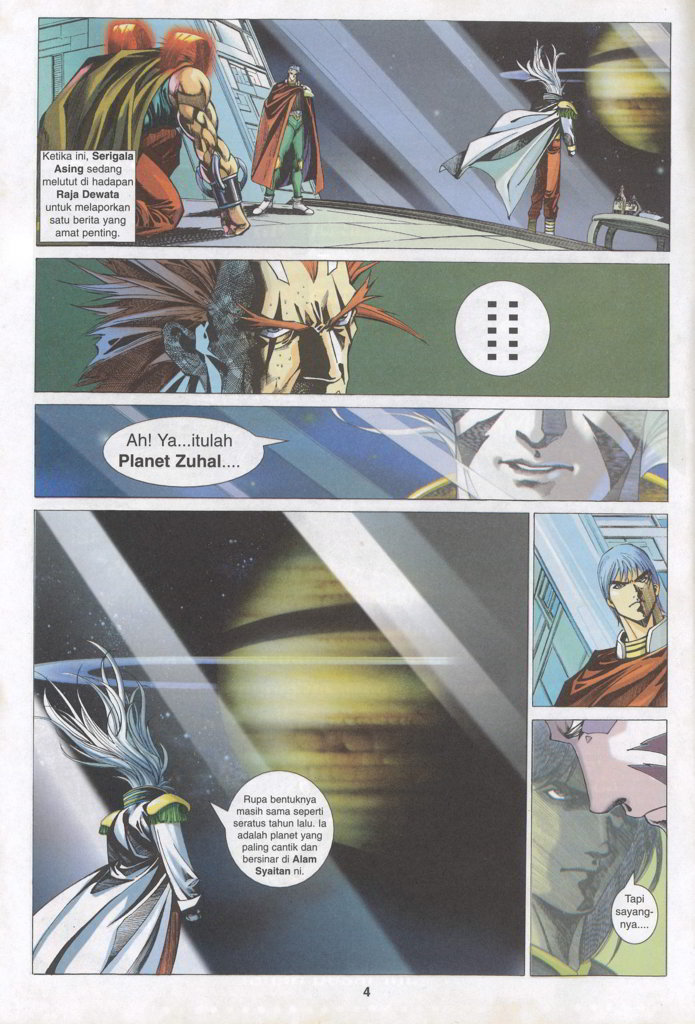 Ketika ini, Serigala
Asing sedang
melutut di hadapan
Raja Dewata
untuk melaporkan
satu berita yang
amat penting.
Ah! Ya...itulah
Planet Zuhal....
Rupa bentuknya
masih sama seperti
seratus tahun lalu. Ia
adalah planet yang
paling cantik dan
bersinar di Alam
Syaitan ni.
Tapi
sayang-
nya....
4